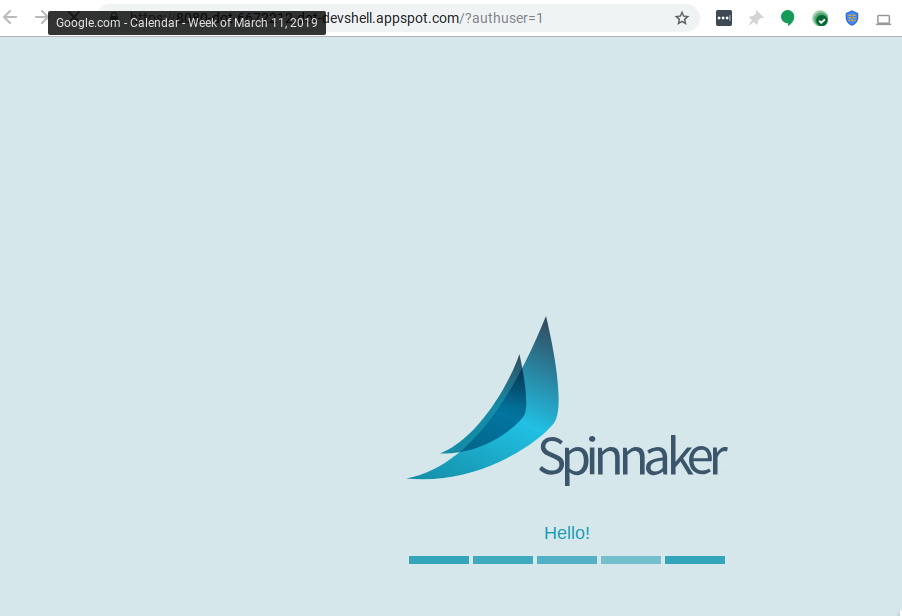 devshell.appspot.com/?authuser=1
Google.com - Calendar - Week of March 11, 2019
Spinnaker
Hello!